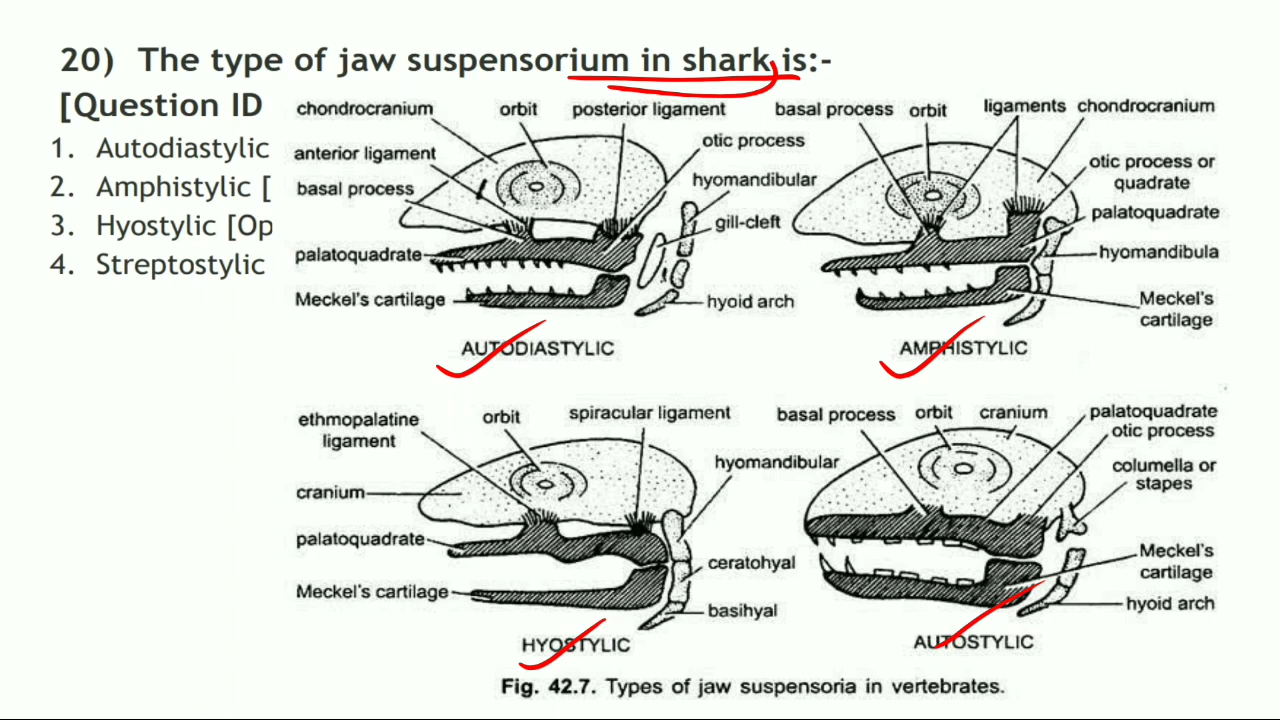 20) The type of jaw suspensorium in shark is:-
[Question ID
1. Autodiastylic
2. Amphistylic [
3. Hyostylic [Op
4. Streptostylic
chondrocranium orbit posterior ligament
otic process
anterior ligament
hyomandibular
basal process
gill-cleft
palatoquadrate
Meckel's cartilage
hyoid arch
AUTODIASTYLIC
basal process orbit ligaments chondrocranium
otic process or
quadrate
palatoquadrate
hyomandibula
Meckel's
cartilage
AMPHISTYLIC
ethmopalatine
ligament
orbit spiracular ligament
hyomandibular
cranium
palatoquadrate
ceratohyal
Meckel's cartilage
basihyal
HYOSTYLIC
basal process orbit cranium palatoquadrate
otic process
columella or
stapes
Meckel's
cartilage
hyoid arch
AUTOSTYLIC
Fig. 42.7. Types of jaw suspensoria in vertebrates.